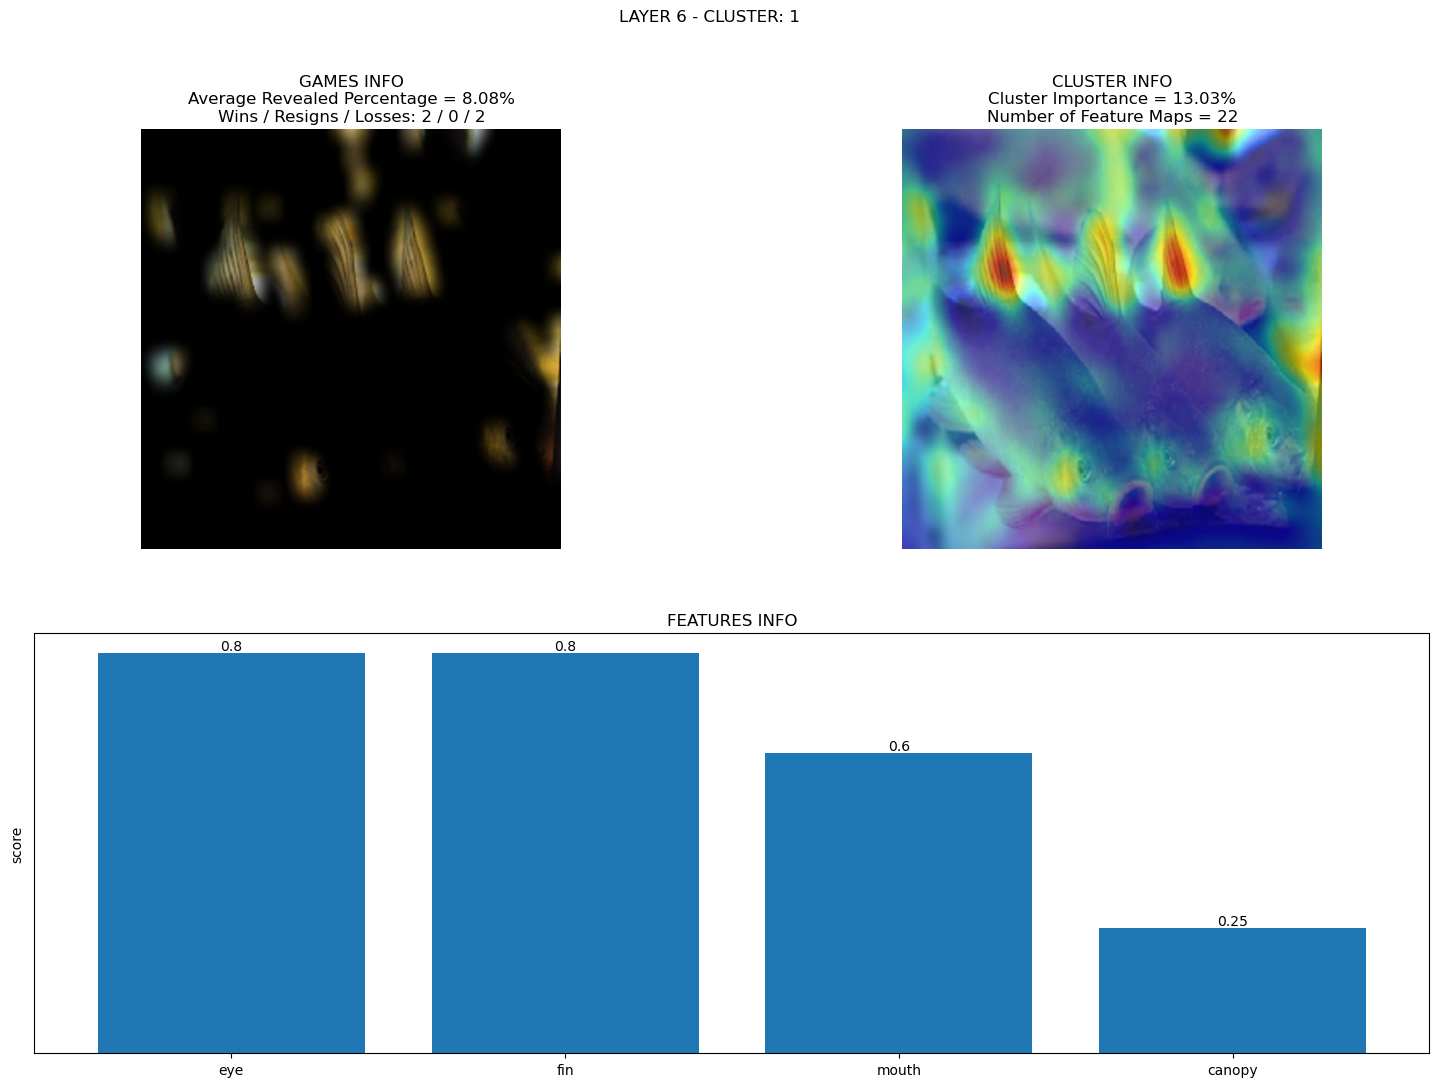 LAYER 6 - CLUSTER: 1
GAMES INFO
Average Revealed Percentage = 8.08%
Wins / Resigns / Losses: 2 / 0 / 2
CLUSTER INFO
Cluster Importance = 13.03%
Number of Feature Maps = 22
FEATURES INFO
score
0.8
0.8
0.6
0.25
eye
fin
mouth
canopy